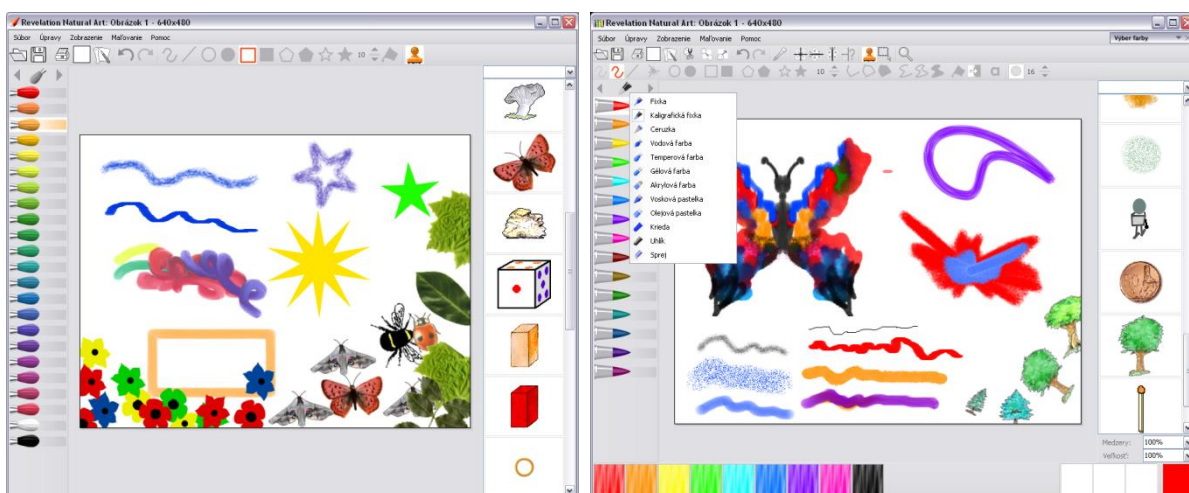 Revelation Natural Art: Obrázok 1 - 640x480
Súbor Úpravy Zobrazenie Maľovanie Pomoc
10
Revelation Natural Art: Obrázok 1 - 640x480
Súbor Úpravy Zobrazenie Maľovanie Pomoc
Výber farby
10
a
16
Fixka
Kaligrafická fixka
Ceruzka
Vodová farba
Temperová farba
Gélová farba
Akrylová farba
Vosková pastelka
Olejová pastelka
Krieda
Uhlík
Sprej
Medzery: 100%
Veľkosť: 100%